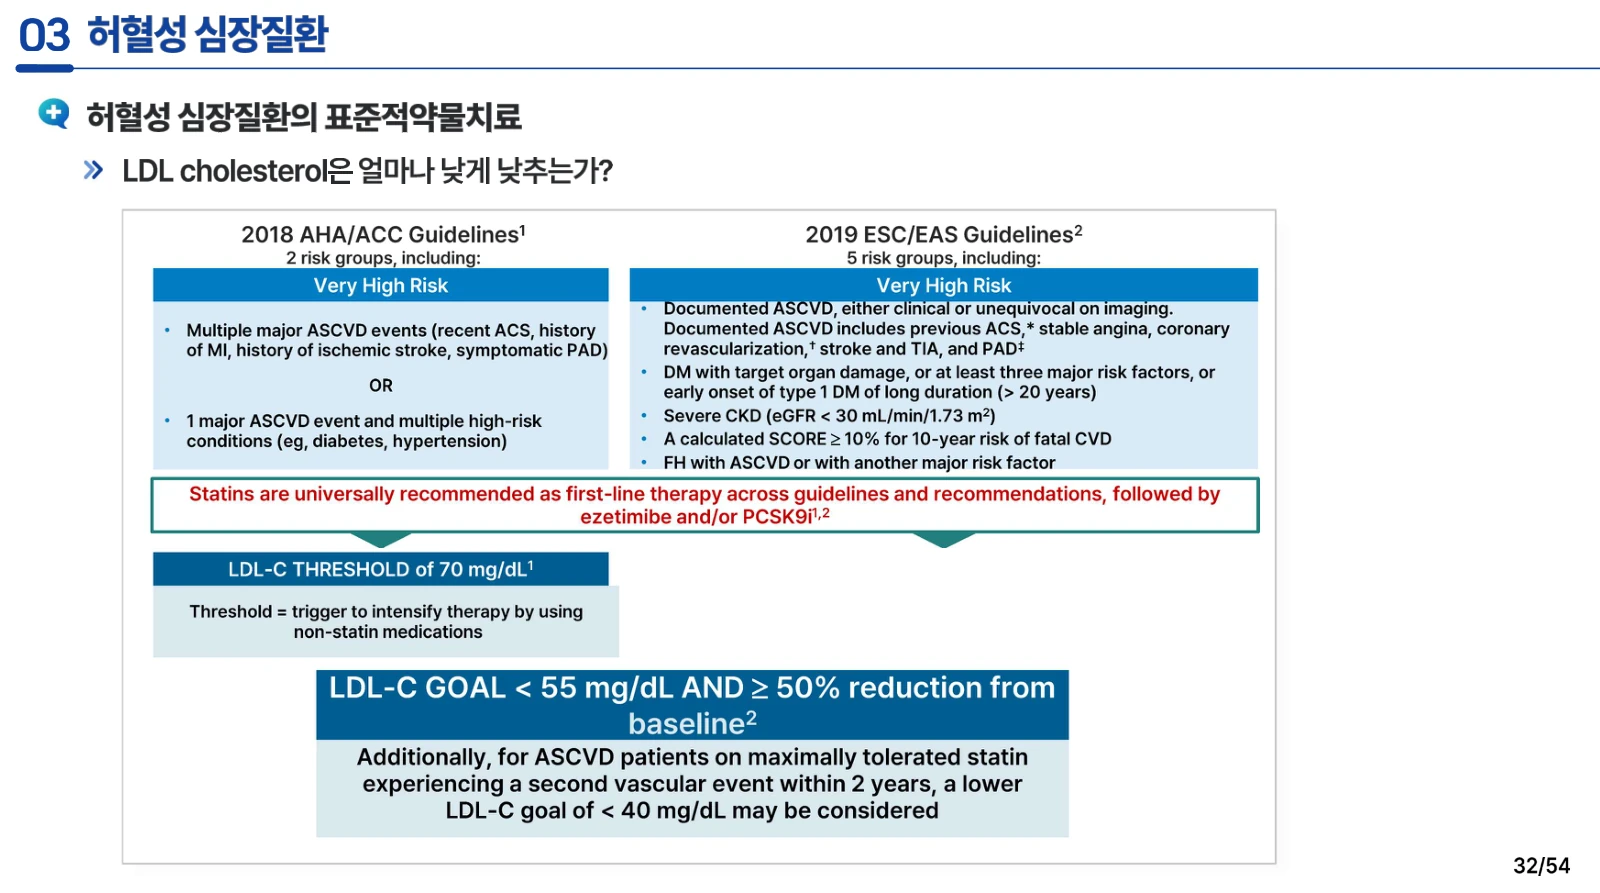 03 허혈성 심장질환
허혈성 심장질환의 표준적약물치료
LDL cholesterol은 얼마나 낮게 낮추는가?
2018 AHA/ACC Guidelines¹
2 risk groups, including:
Very High Risk
• Multiple major ASCVD events (recent ACS, history
of MI, history of ischemic stroke, symptomatic PAD)
OR
• 1 major ASCVD event and multiple high-risk
conditions (eg, diabetes, hypertension)
2019 ESC/EAS Guidelines²
5 risk groups, including:
Very High Risk
• Documented ASCVD, either clinical or unequivocal on imaging.
Documented ASCVD includes previous ACS,* stable angina, coronary
revascularization,† stroke and TIA, and PAD‡
• DM with target organ damage, or at least three major risk factors, or
early onset of type 1 DM of long duration (> 20 years)
• Severe CKD (eGFR < 30 mL/min/1.73 m²)
• A calculated SCORE ≥ 10% for 10-year risk of fatal CVD
• FH with ASCVD or with another major risk factor
Statins are universally recommended as first-line therapy across guidelines and recommendations, followed by
ezetimibe and/or PCSK9i¹,²
LDL-C THRESHOLD of 70 mg/dL¹
Threshold = trigger to intensify therapy by using
non-statin medications
LDL-C GOAL < 55 mg/dL AND ≥ 50% reduction from
baseline²
Additionally, for ASCVD patients on maximally tolerated statin
experiencing a second vascular event within 2 years, a lower
LDL-C goal of < 40 mg/dL may be considered
32/54